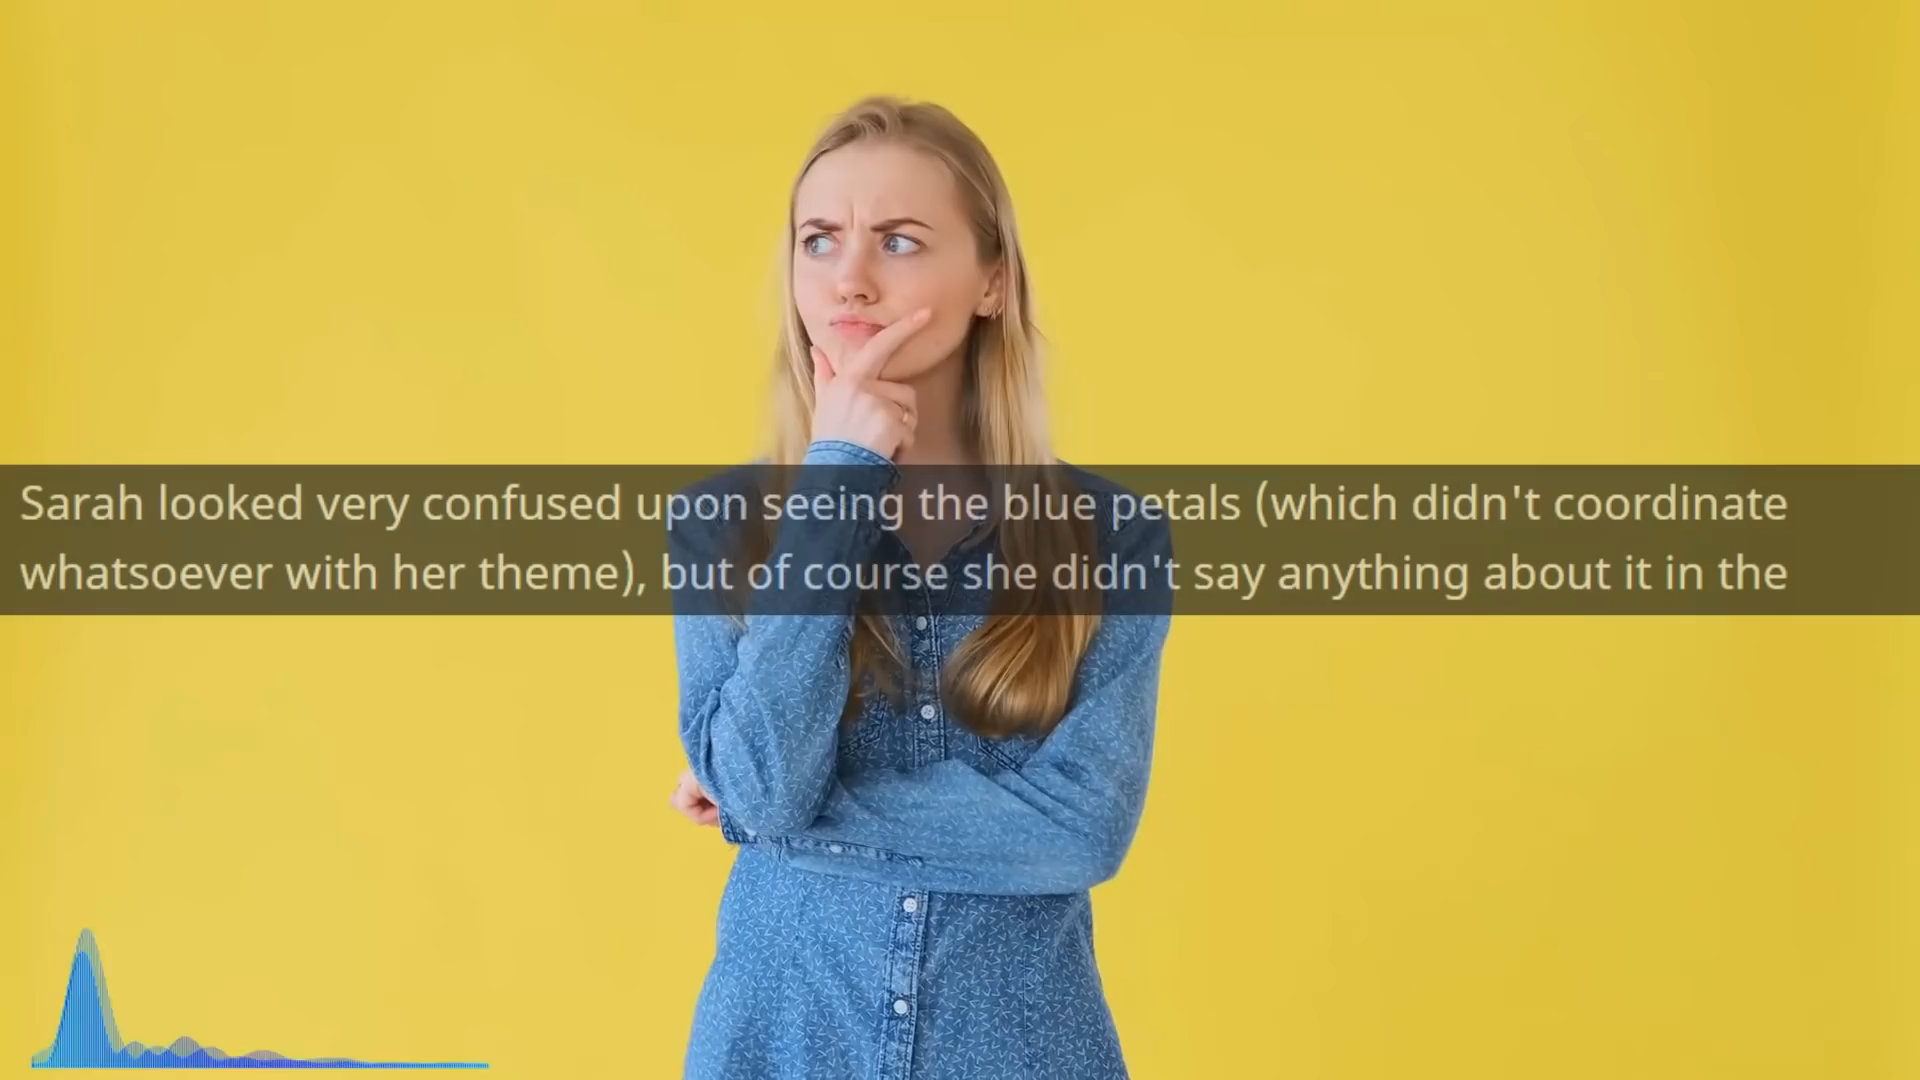 Sarah looked very confused upon seeing the blue petals (which didn't coordinate
whatsoever with her theme), but of course she didn't say anything about it in the